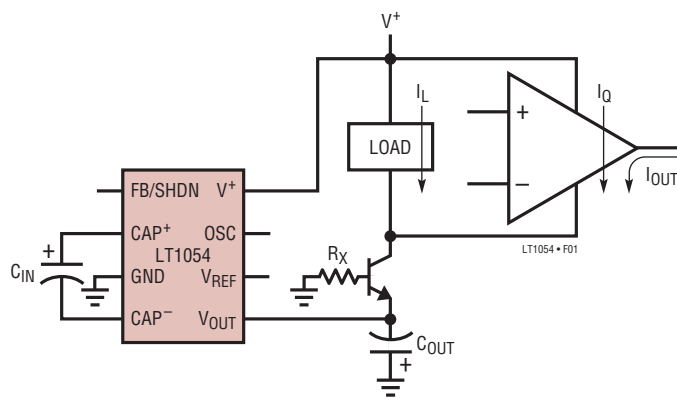 V+
IL
IQ
+
LOAD
−
IOUT
FB/SHDN V+
LT1054 • F01
CAP+ OSC
+
LT1054
RX
CIN
GND VREF
CAP− VOUT
COUT
+